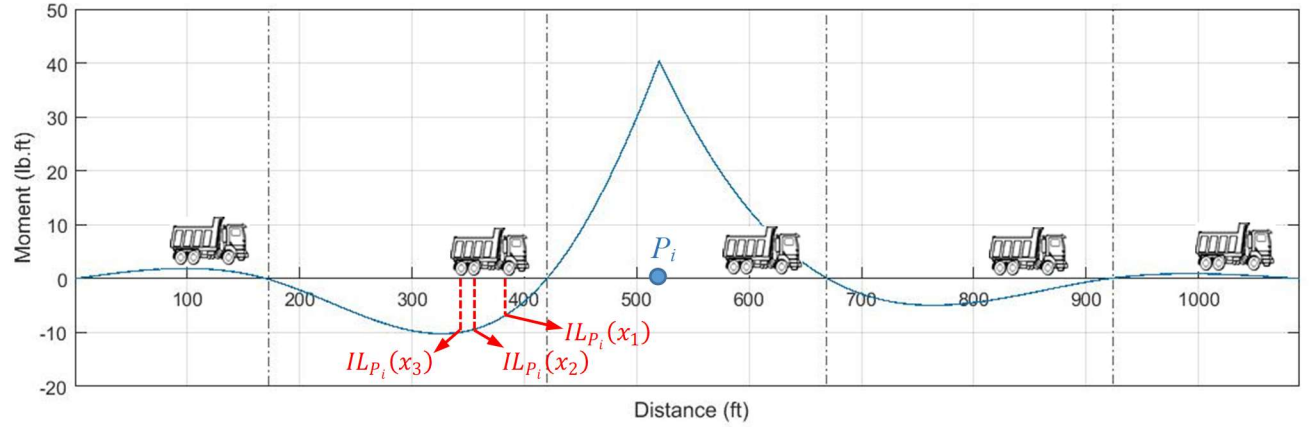 50
40
30
20
10
0
-10
-20
Moment (lb.ft)
P_i
100 200 300 400 500 600 700 800 900 1000
IL_{P_i}(x_1)
IL_{P_i}(x_3) IL_{P_i}(x_2)
Distance (ft)